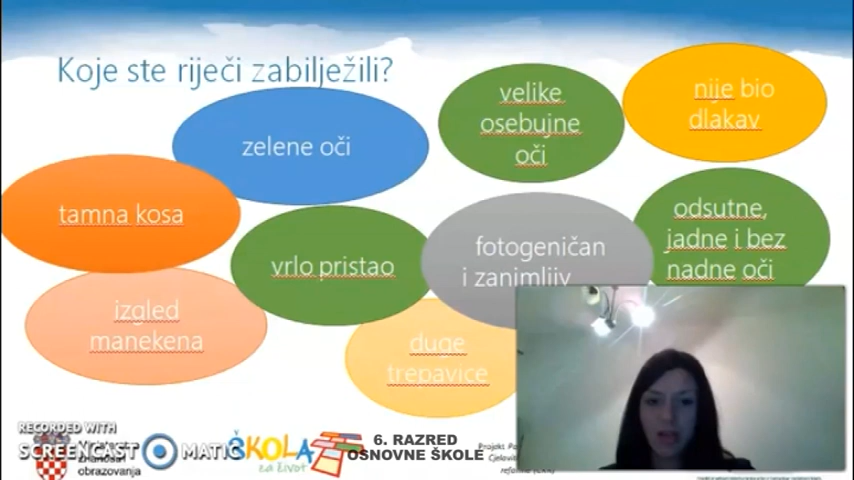 Koje ste riječi zabilježili?
zelene oči
velike
osebujne
oči
nije bio
dlakav
tamna kosa
vrlo pristao
fotogeničan
i zanimljiv
odsutne,
jadne i bez
nadne oči
izgled
manekena
duge
trepavice
RECORDED WITH
SCREENCAST MATIC
Ministarstvo
znanosti i
obrazovanja
ŠKOLA
za život
6. RAZRED
OSNOVNE ŠKOLE